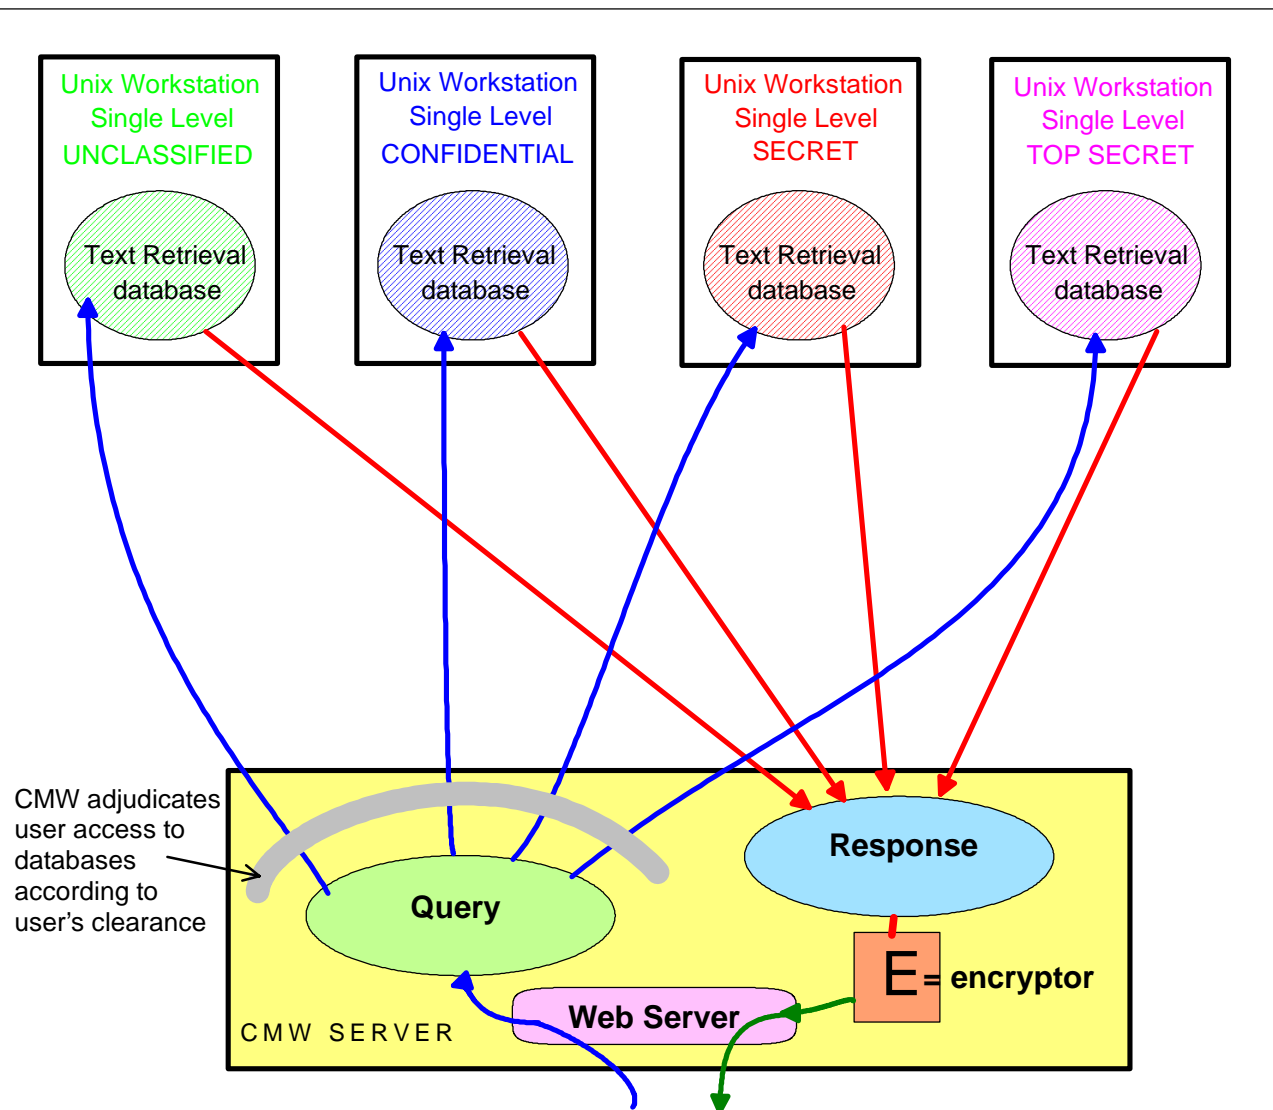 Unix Workstation
Single Level
UNCLASSIFIED
Text Retrieval
database
Unix Workstation
Single Level
CONFIDENTIAL
Text Retrieval
database
Unix Workstation
Single Level
SECRET
Text Retrieval
database
Unix Workstation
Single Level
TOP SECRET
Text Retrieval
database
CMW adjudicates
user access to
databases
according to
user's clearance
Query
Response
E = encryptor
Web Server
CMW SERVER